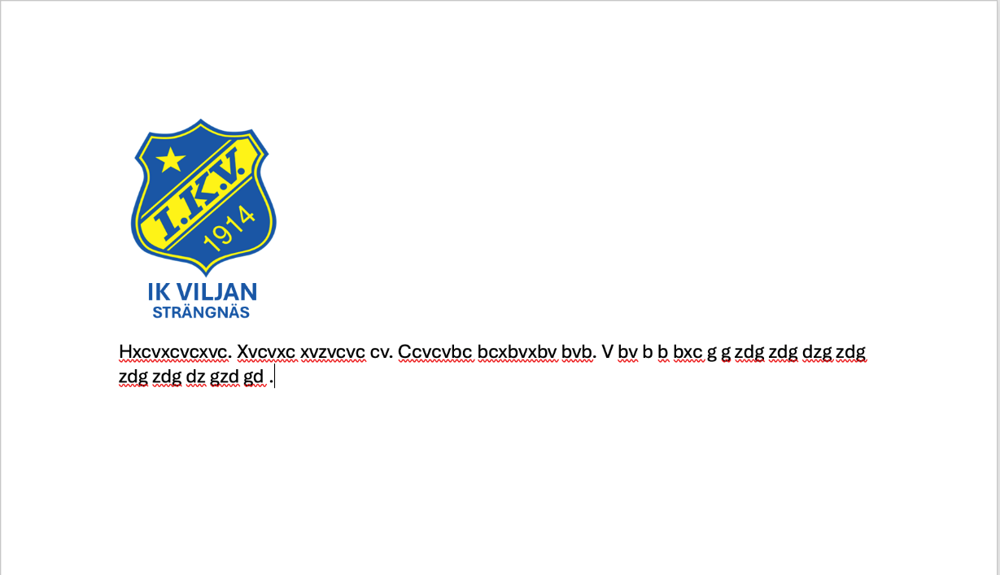 I.K.V.
1914
IK VILJAN
STRÄNGNÄS
Hxcvxcvcxvc. Xvcvxc xvzvcvc cv. Ccvcvbc bcxbvxbv bvb. V bv b b bxc g g zdg zdg dzg zdg
zdg zdg dz gzd gd .